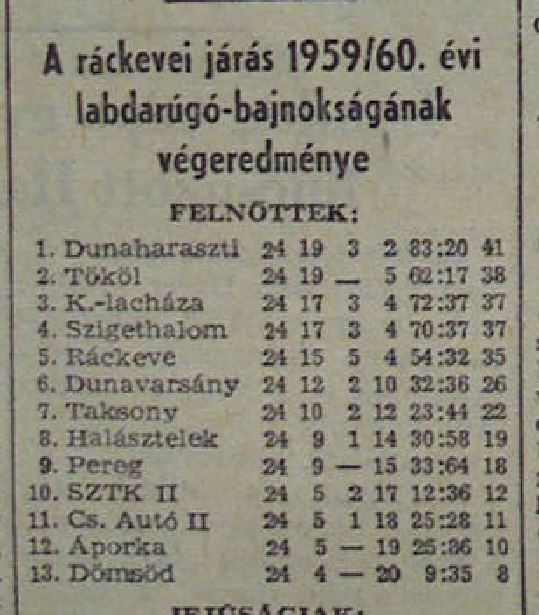 A ráckevei járás 1959/60. évi
labdarúgó-bajnokságának
végeredménye
FELNŐTTEK:
1. Dunaharaszti 24 19 3 2 83:20 41
2. Tököl 24 19 — 5 62:17 38
3. K.-lacháza 24 17 3 4 72:37 37
4. Szigethalom 24 17 3 4 70:37 37
5. Ráckeve 24 15 5 4 54:32 35
6. Dunavarsány 24 12 2 10 32:36 26
7. Taksony 24 10 2 12 23:44 22
8. Halásztelek 24 9 1 14 30:58 19
9. Pereg 24 9 — 15 33:64 18
10. SZTK II 24 5 2 17 12:36 12
11. Cs. Autó II 24 5 1 18 25:28 11
12. Áporka 24 5 — 19 26:86 10
13. Dömsöd 24 4 — 20 9:35 8
IFJÚSÁGIAK: